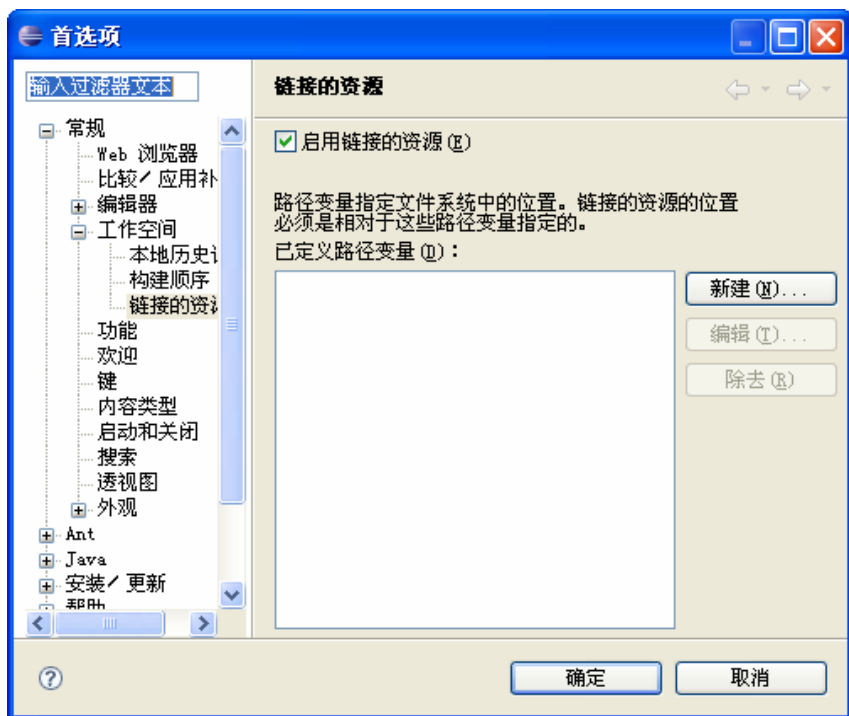 首选项
输入过滤器文本
链接的资源
常规
Web 浏览器
比较/应用补
编辑器
工作空间
本地历史
构建顺序
链接的资
功能
欢迎
键
内容类型
启动和关闭
搜索
透视图
外观
Ant
Java
安装/更新
帮助
启用链接的资源(E)
路径变量指定文件系统中的位置。链接的资源的位置
必须是相对于这些路径变量指定的。
已定义路径变量(D):
新建(N)...
编辑(T)...
除去(R)
?
确定
取消